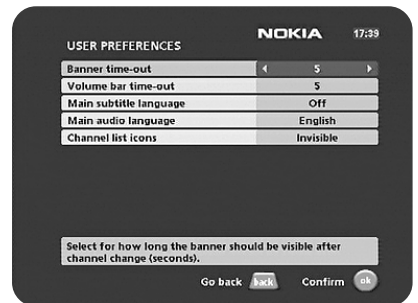 NOKIA 17:39
USER PREFERENCES
Banner time-out 5
Volume bar time-out 5
Main subtitle language Off
Main audio language English
Channel list icons Invisible
Select for how long the banner should be visible after
channel change (seconds).
Go back back Confirm ok